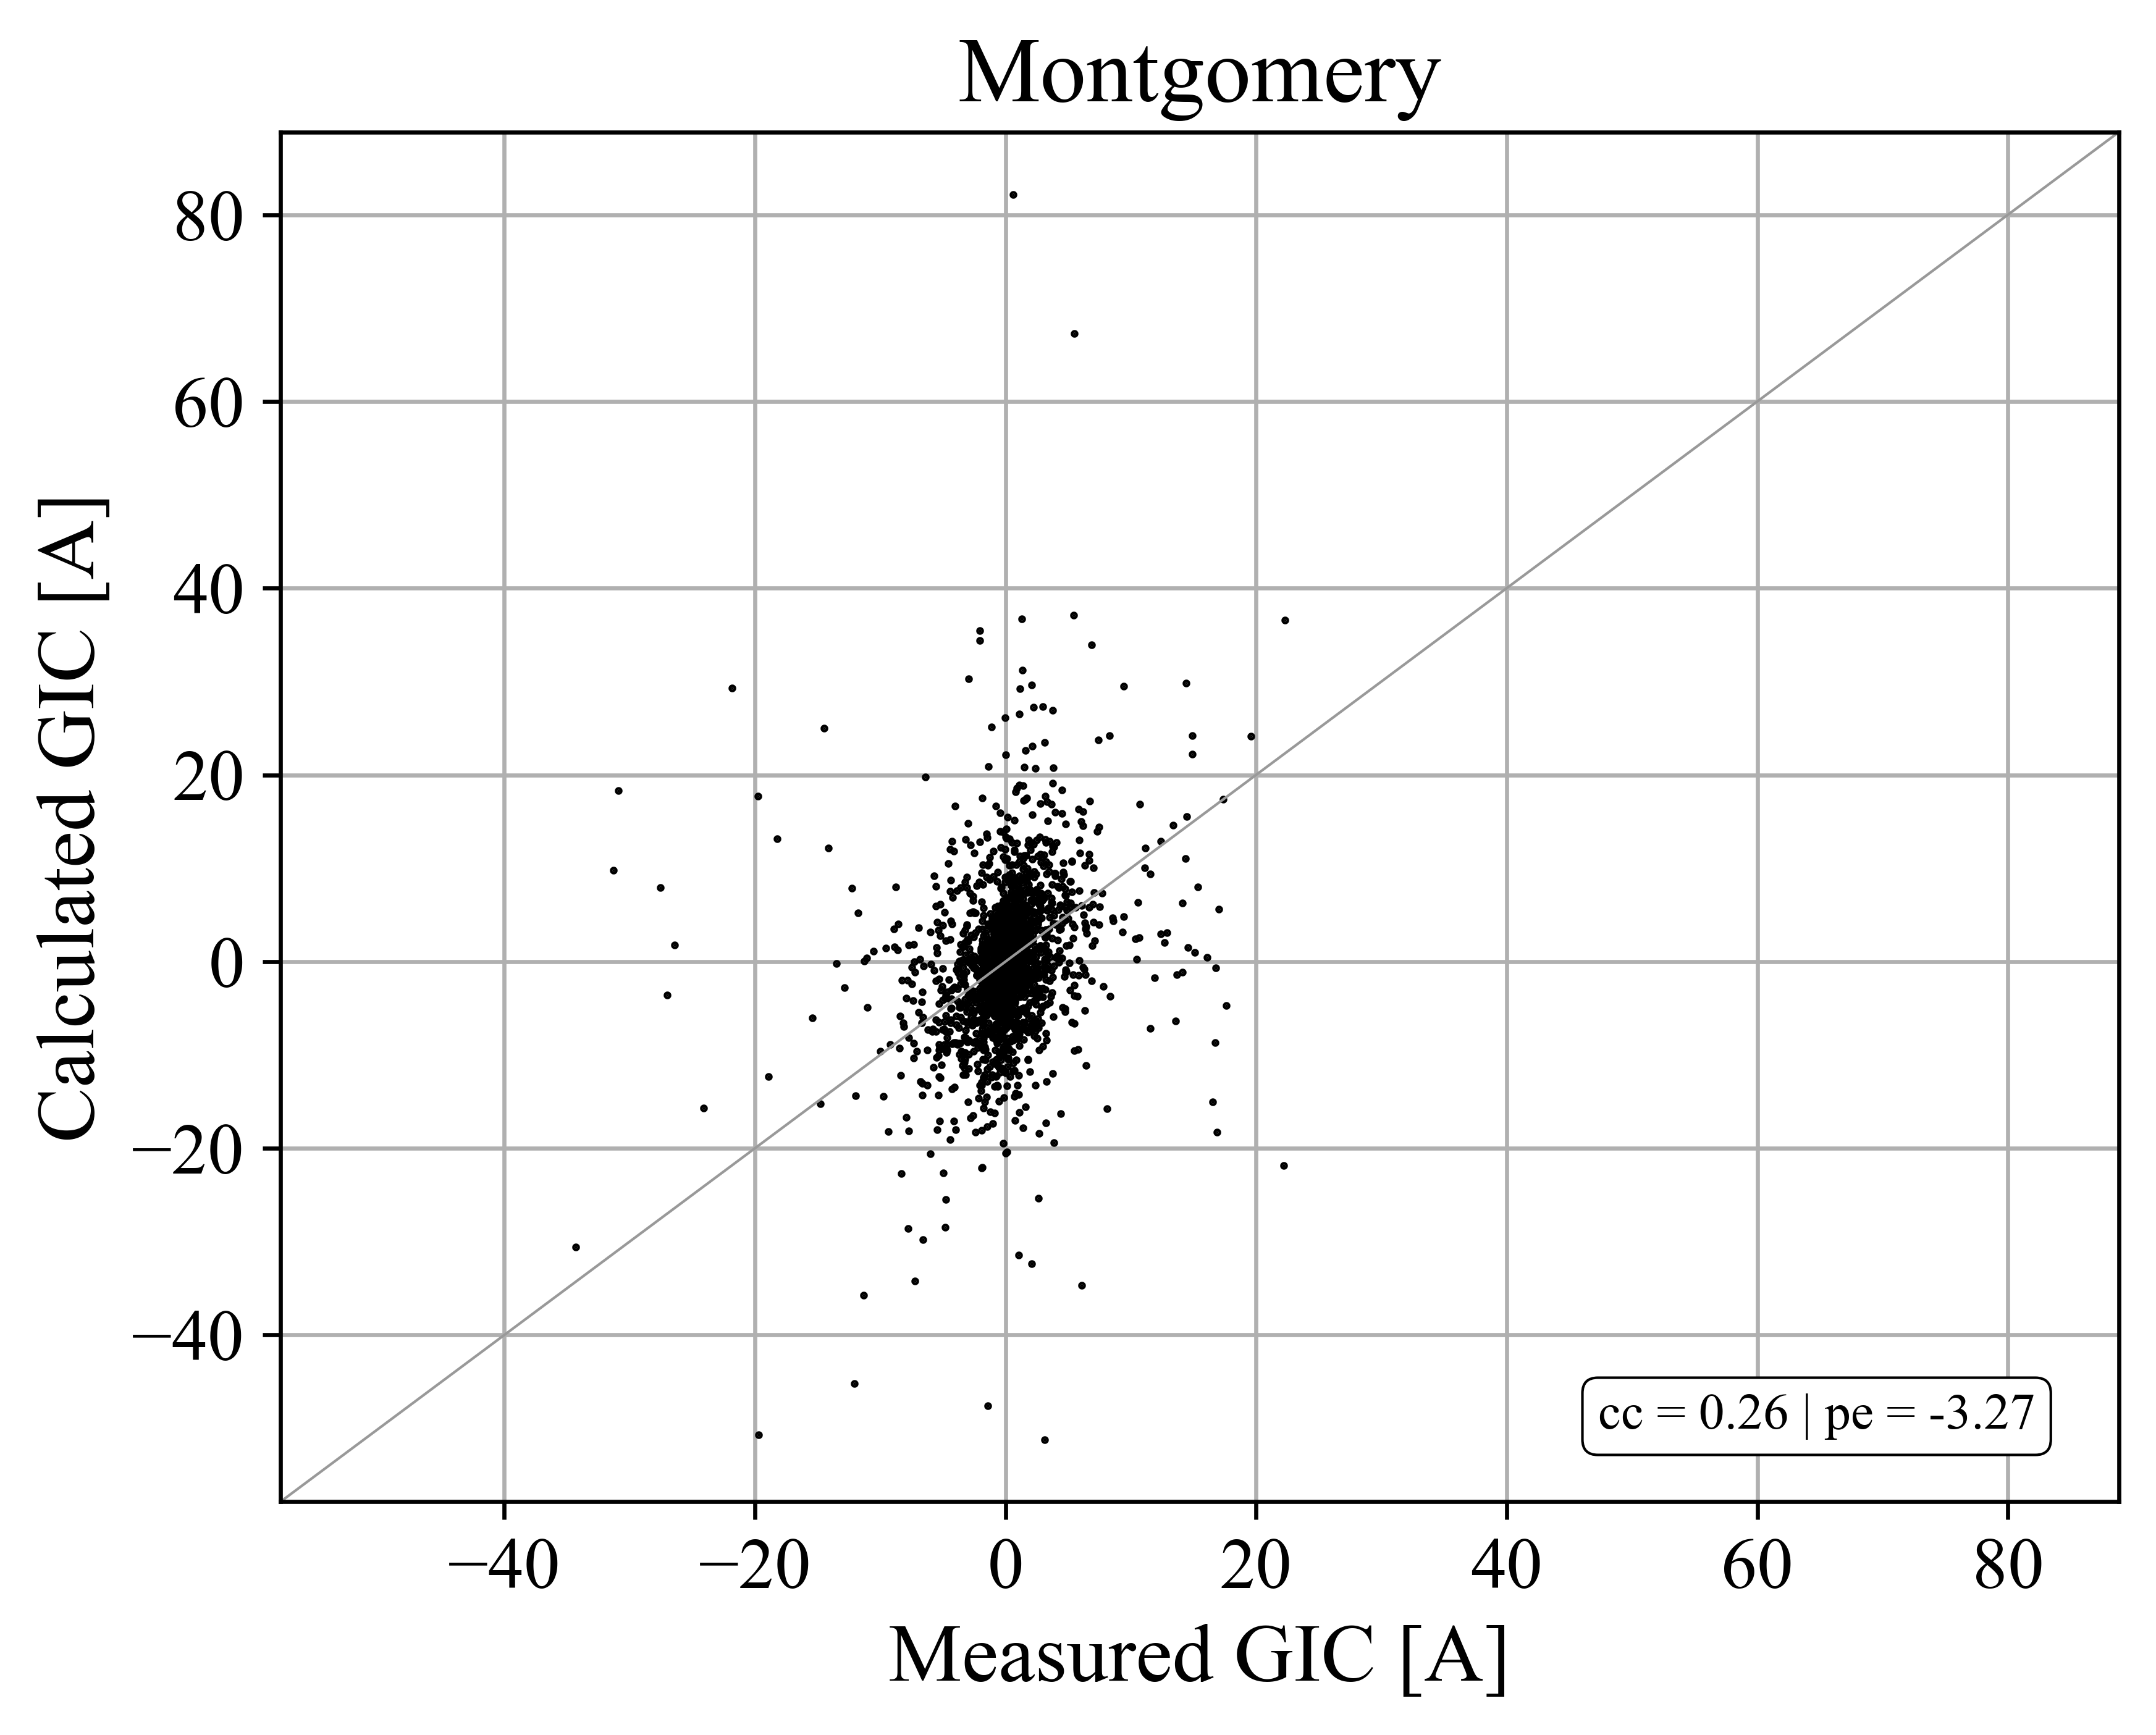 Montgomery
80
60
40
20
0
−20
−40
Calculated GIC [A]
cc = 0.26 | pe = -3.27
−40 −20 0 20 40 60 80
Measured GIC [A]